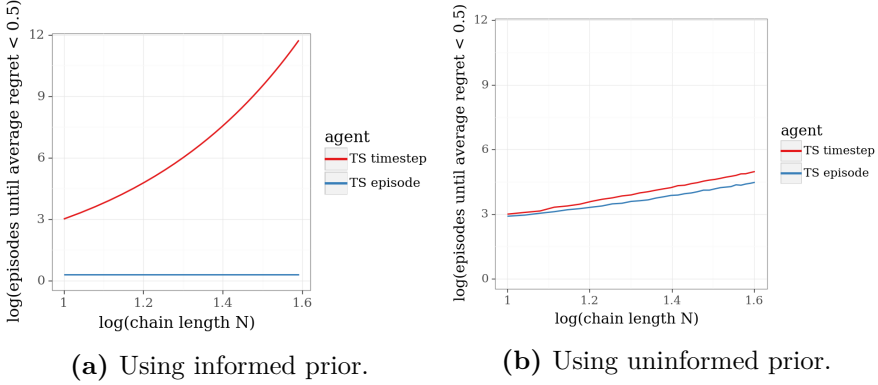 log(episodes until average regret < 0.5)
12
9
6
3
0
1
1.2
1.4
1.6
log(chain length N)
agent
TS timestep
TS episode
(a) Using informed prior.
log(episodes until average regret < 0.5)
12
9
6
3
0
1
1.2
1.4
1.6
log(chain length N)
agent
TS timestep
TS episode
(b) Using uninformed prior.